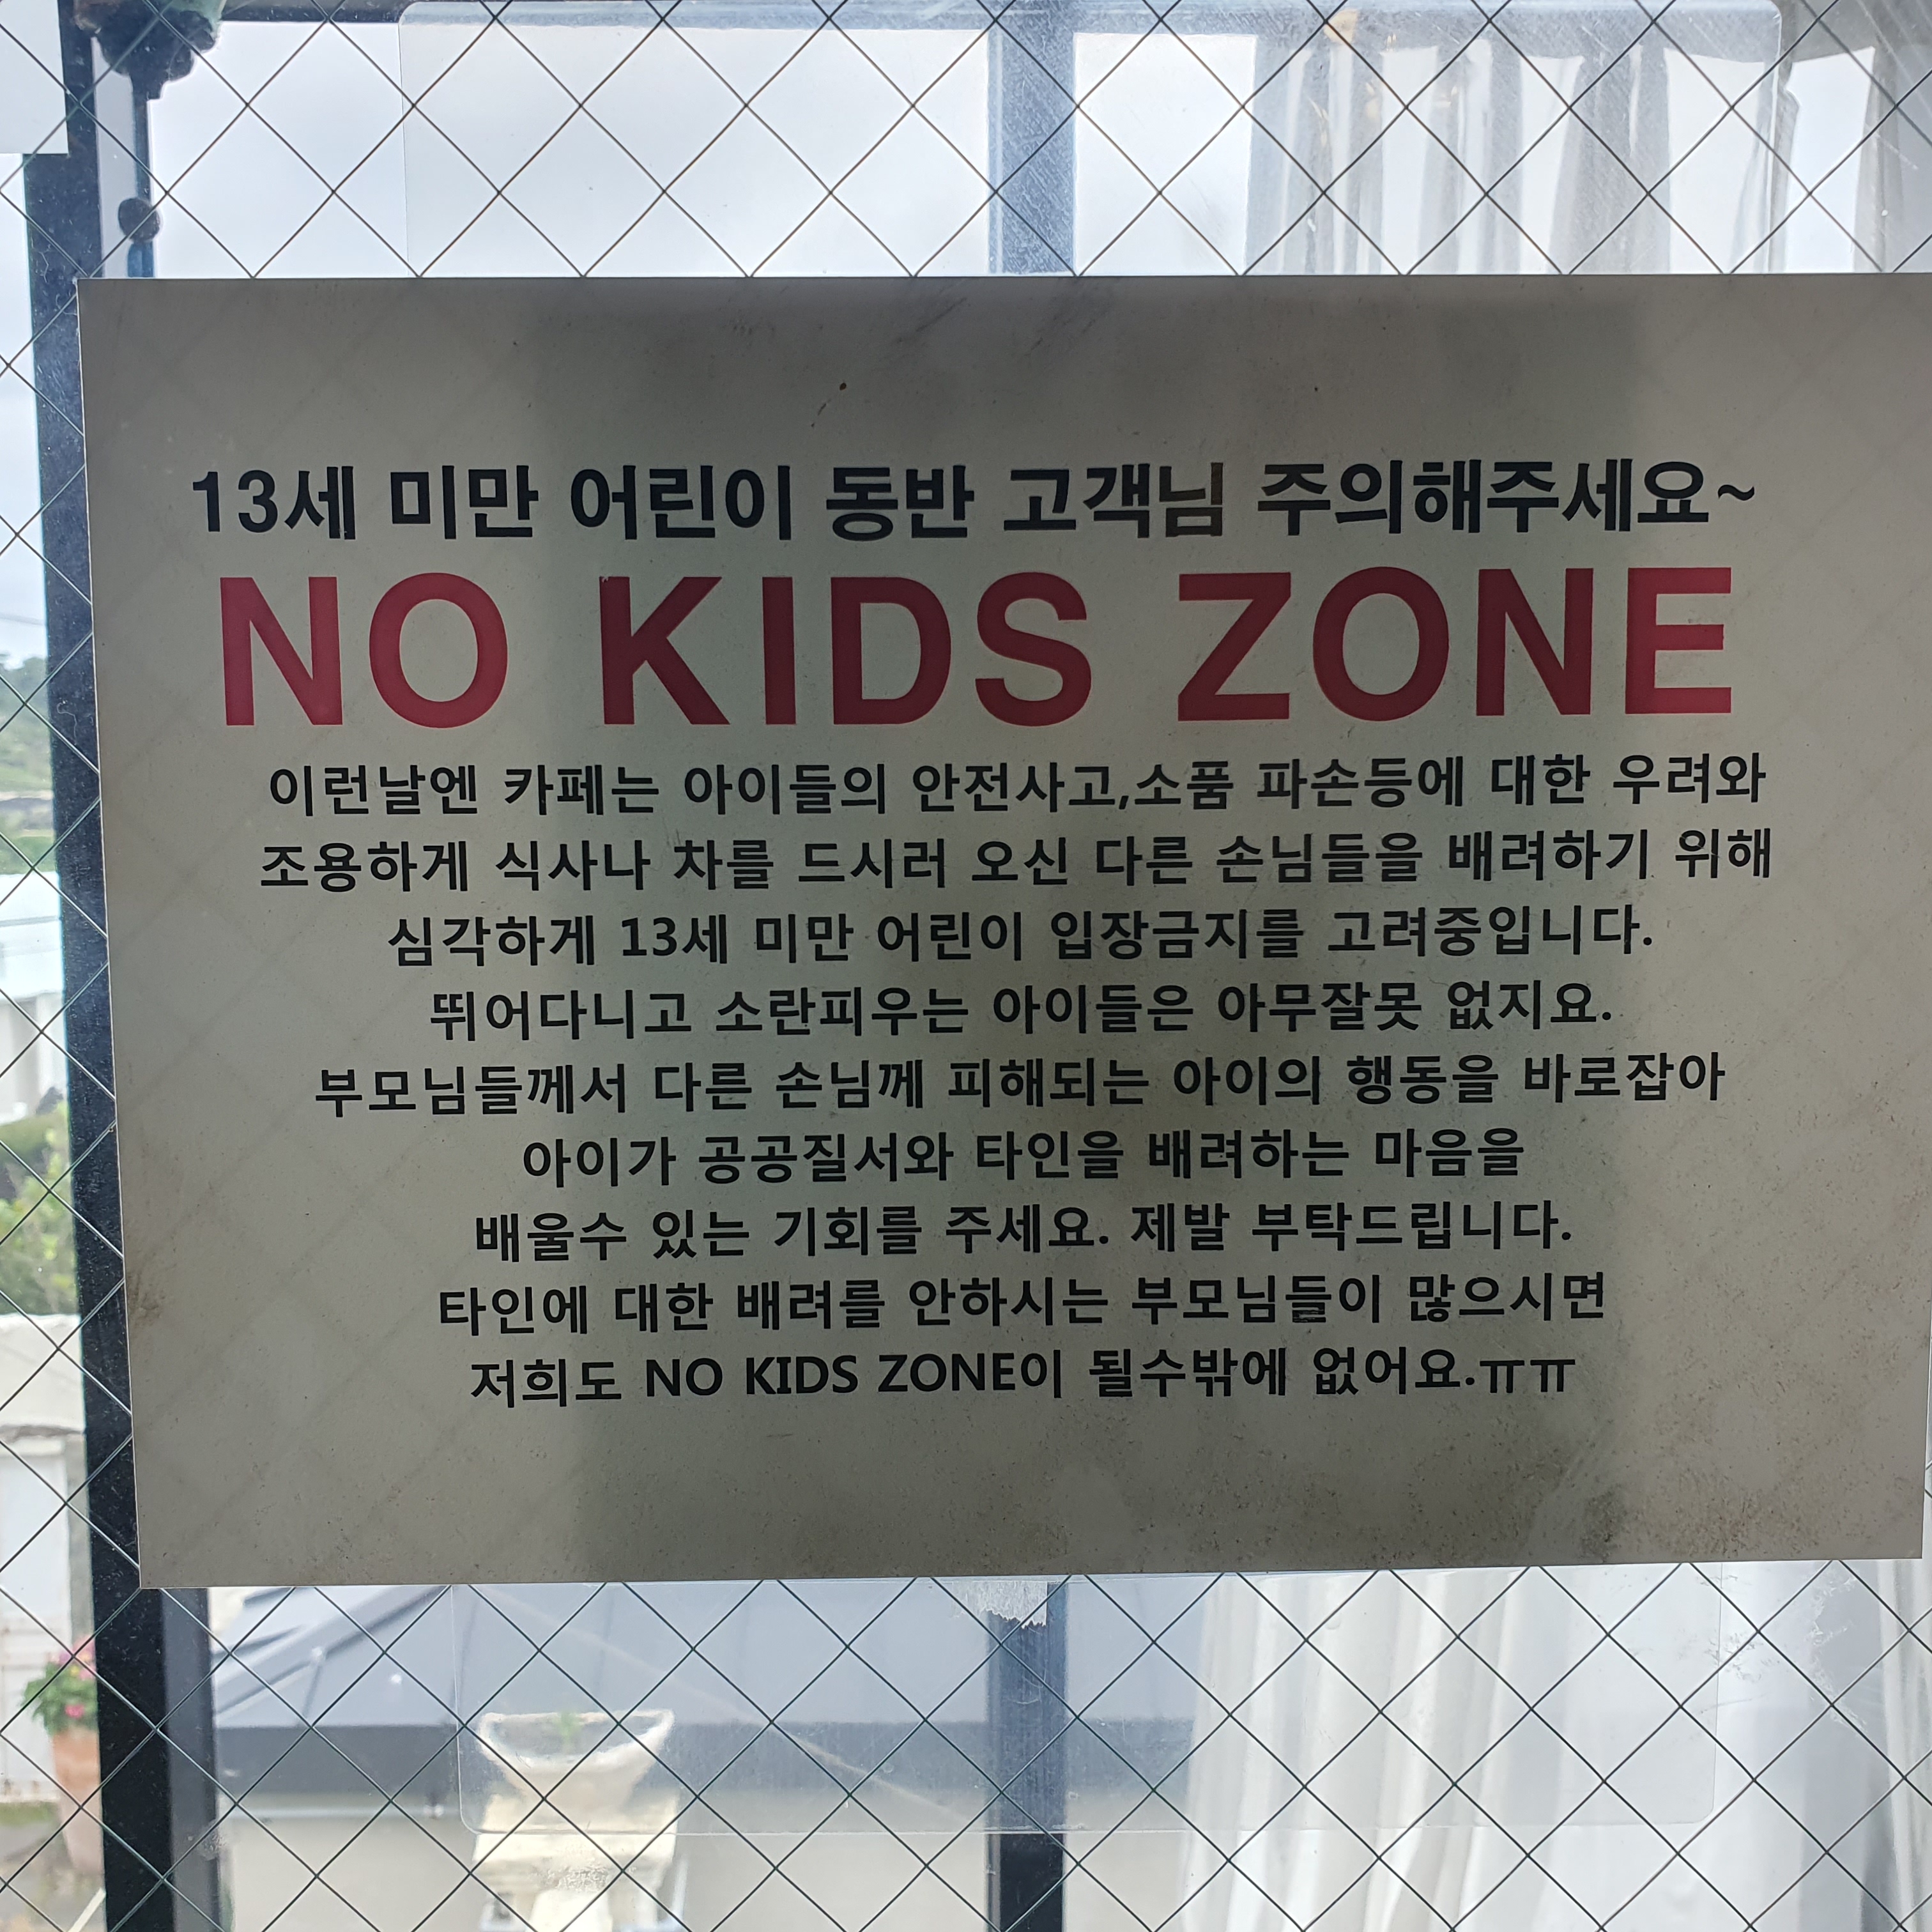 13세 미만 어린이 동반 고객님 주의해주세요~
NO KIDS ZONE
이런날엔 카페는 아이들의 안전사고,소품 파손등에 대한 우려와
조용하게 식사나 차를 드시러 오신 다른 손님들을 배려하기 위해
심각하게 13세 미만 어린이 입장금지를 고려중입니다.
뛰어다니고 소란피우는 아이들은 아무잘못 없지요.
부모님들께서 다른 손님께 피해되는 아이의 행동을 바로잡아
아이가 공공질서와 타인을 배려하는 마음을
배울수 있는 기회를 주세요. 제발 부탁드립니다.
타인에 대한 배려를 안하시는 부모님들이 많으시면
저희도 NO KIDS ZONE이 될수밖에 없어요.ㅠㅠ